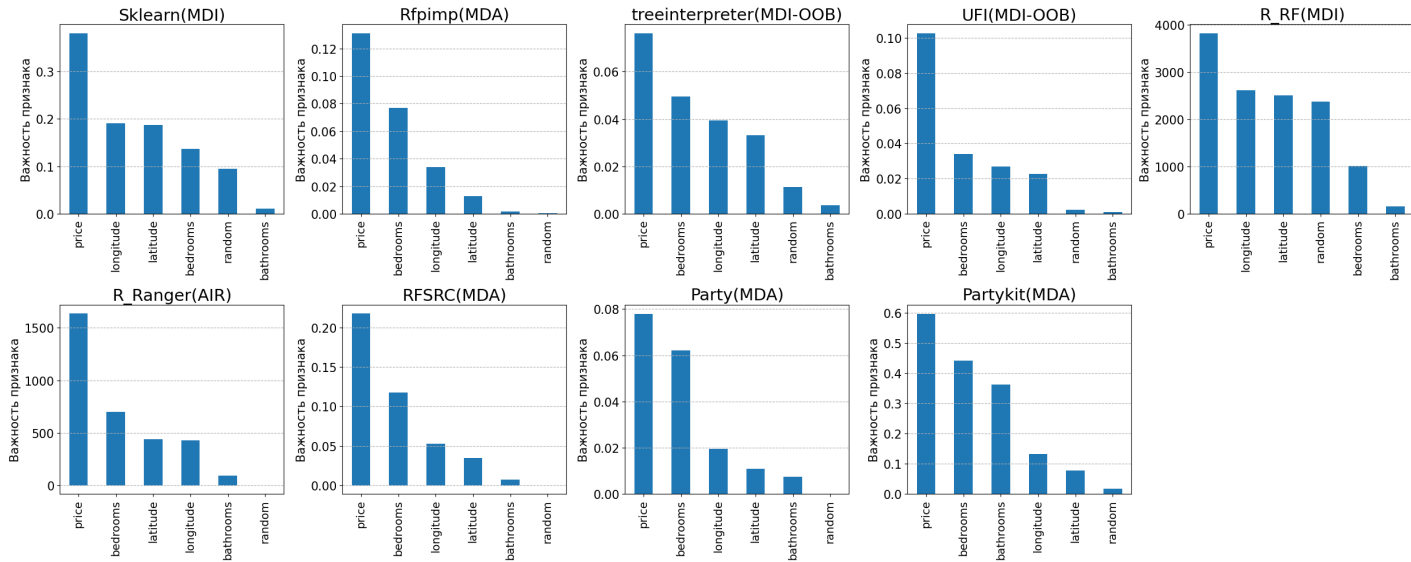 Sklearn(MDI)
Важность признака
0.3
0.2
0.1
0.0
price
longitude
latitude
bedrooms
random
bathrooms
Rfpimp(MDA)
Важность признака
0.12
0.10
0.08
0.06
0.04
0.02
0.00
price
bedrooms
longitude
latitude
bathrooms
random
treeinterpreter(MDI-OOB)
Важность признака
0.06
0.04
0.02
0.00
price
bedrooms
longitude
latitude
random
bathrooms
UFI(MDI-OOB)
Важность признака
0.10
0.08
0.06
0.04
0.02
0.00
price
bedrooms
longitude
latitude
random
bathrooms
R_RF(MDI)
Важность признака
4000
3000
2000
1000
0
price
longitude
latitude
random
bedrooms
bathrooms
R_Ranger(AIR)
Важность признака
1500
1000
500
0
price
bedrooms
latitude
longitude
bathrooms
random
RFSRC(MDA)
Важность признака
0.20
0.15
0.10
0.05
0.00
price
bedrooms
longitude
latitude
bathrooms
random
Party(MDA)
Важность признака
0.08
0.06
0.04
0.02
0.00
price
bedrooms
longitude
latitude
bathrooms
random
Partykit(MDA)
Важность признака
0.6
0.5
0.4
0.3
0.2
0.1
0.0
price
bedrooms
bathrooms
longitude
latitude
random